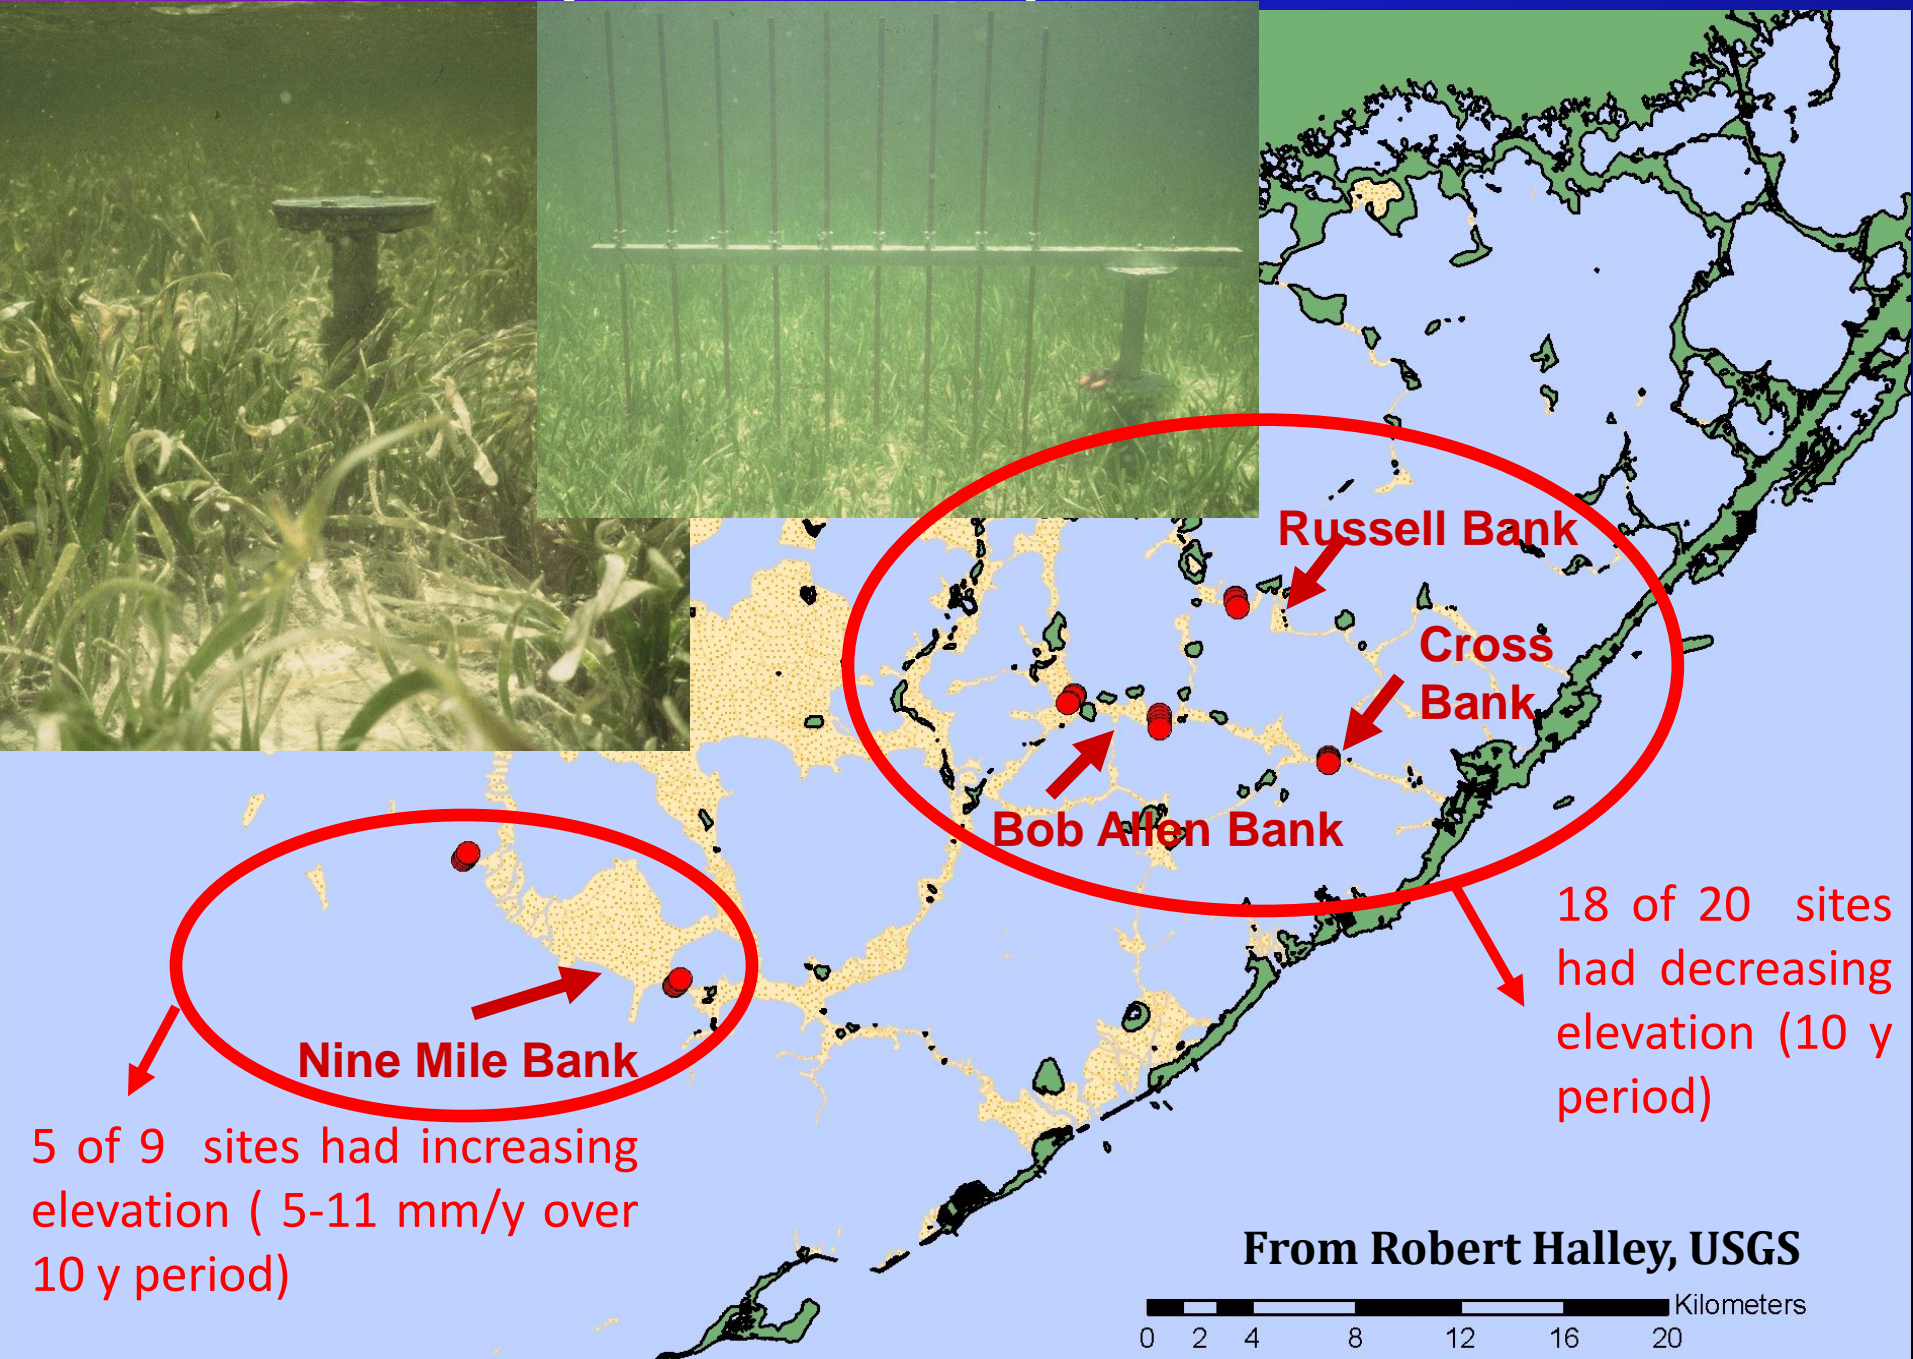 Russell Bank
Cross
Bank
Bob Allen Bank
Nine Mile Bank
18 of 20 sites
had decreasing
elevation (10 y
period)
5 of 9 sites had increasing
elevation ( 5-11 mm/y over
10 y period)
From Robert Halley, USGS
Kilometers
0 2 4 8 12 16 20